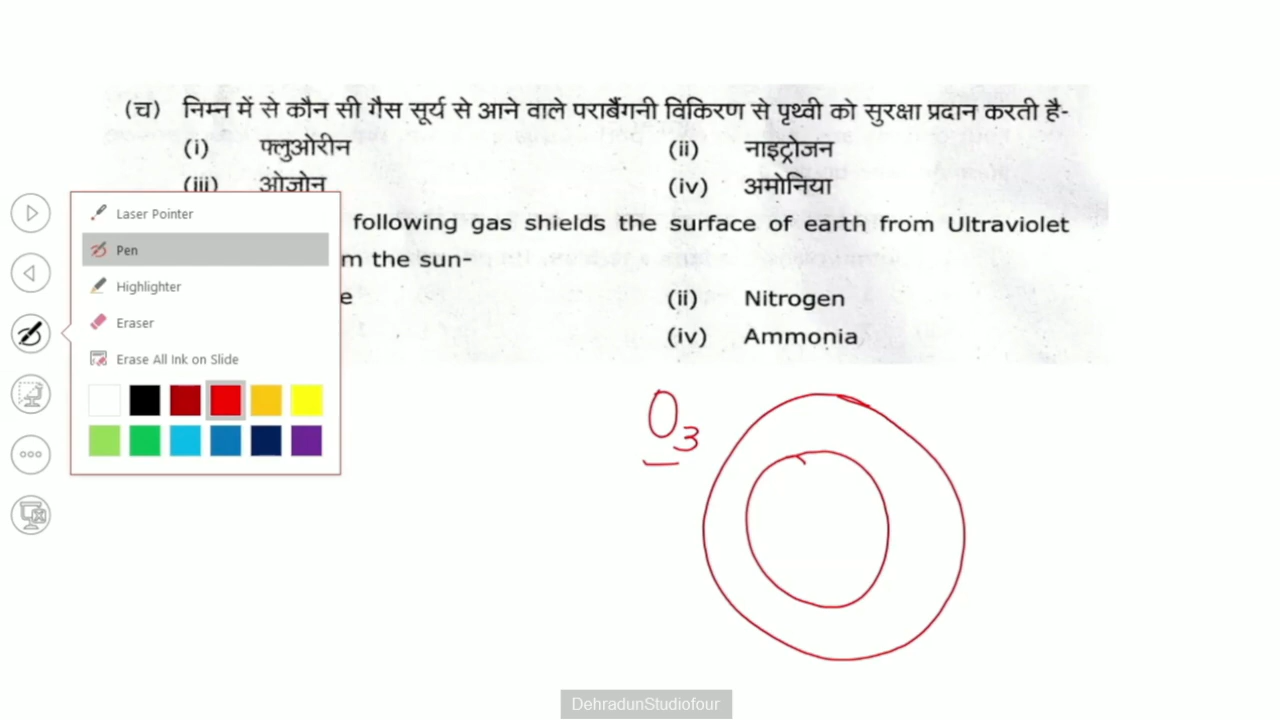 (च) निम्न में से कौन सी गैस सूर्य से आने वाले पराबैंगनी विकिरण से पृथ्वी को सुरक्षा प्रदान करती है-
(i) फ्लुओरीन (ii) नाइट्रोजन
(iii) ओजोन (iv) अमोनिया
following gas shields the surface of earth from Ultraviolet
m the sun-
e (ii) Nitrogen
(iv) Ammonia
Laser Pointer
Pen
Highlighter
Eraser
Erase All Ink on Slide
O3
DehradunStudiofour